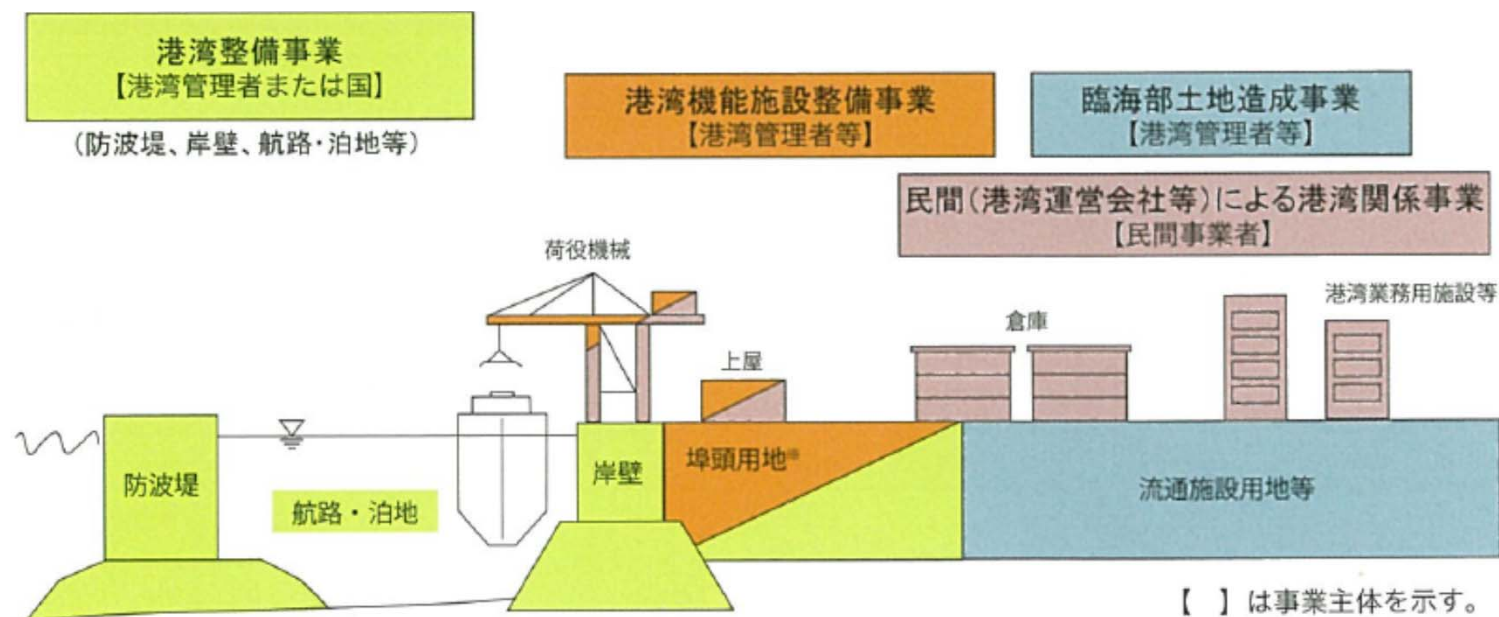 港湾整備事業
【港湾管理者または国】
(防波堤、岸壁、航路・泊地等)
港湾機能施設整備事業
【港湾管理者等】
臨海部土地造成事業
【港湾管理者等】
民間(港湾運営会社等)による港湾関係事業
【民間事業者】
荷役機械
港湾業務用施設等
倉庫
上屋
防波堤
航路・泊地
岸壁
埠頭用地※
流通施設用地等
【 】は事業主体を示す。